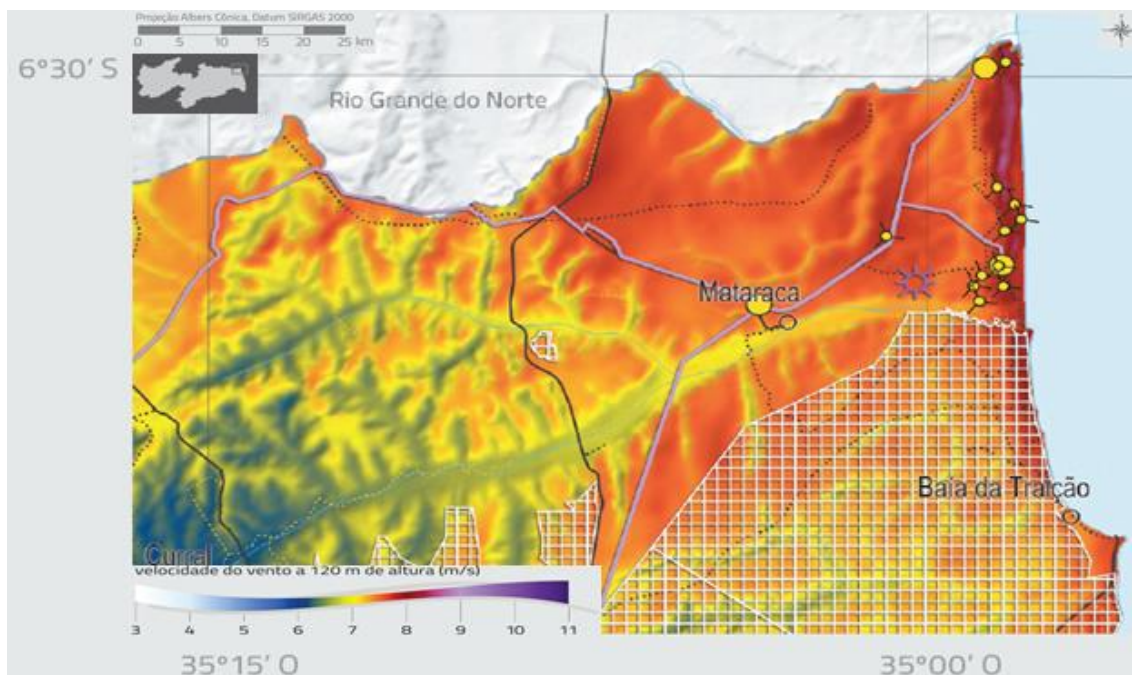 Projeção Albers Cônica, Datum SIRGAS 2000
0 5 10 15 20 25 km
6°30' S
Rio Grande do Norte
Mataraca
Baía da Traição
Curral
velocidade do vento a 120 m de altura (m/s)
3 4 5 6 7 8 9 10 11
35°15' O
35°00' O